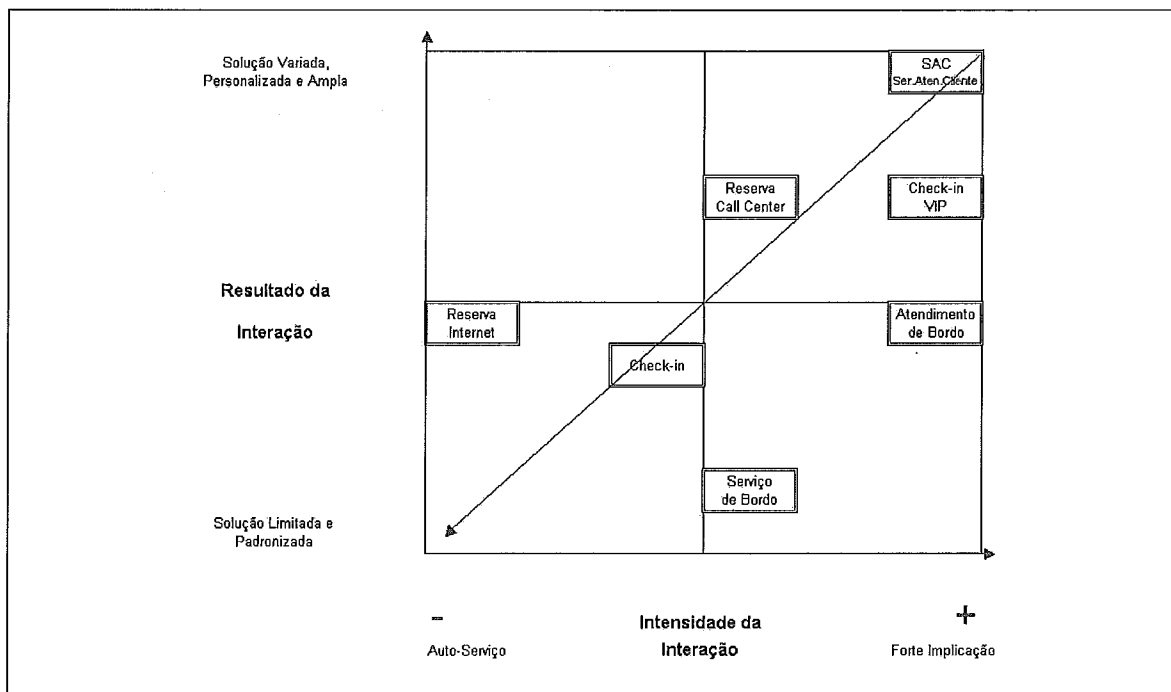 Solução Variada,
Personalizada e Ampla
SAC
Ser.Aten.Cliente
Reserva
Call Center
Check-in
VIP
Resultado da
Interação
Reserva
Internet
Atendimento
de Bordo
Check-in
Serviço
de Bordo
Solução Limitada e
Padronizada
-
+
Intensidade da
Interação
Auto-Serviço
Forte Implicação